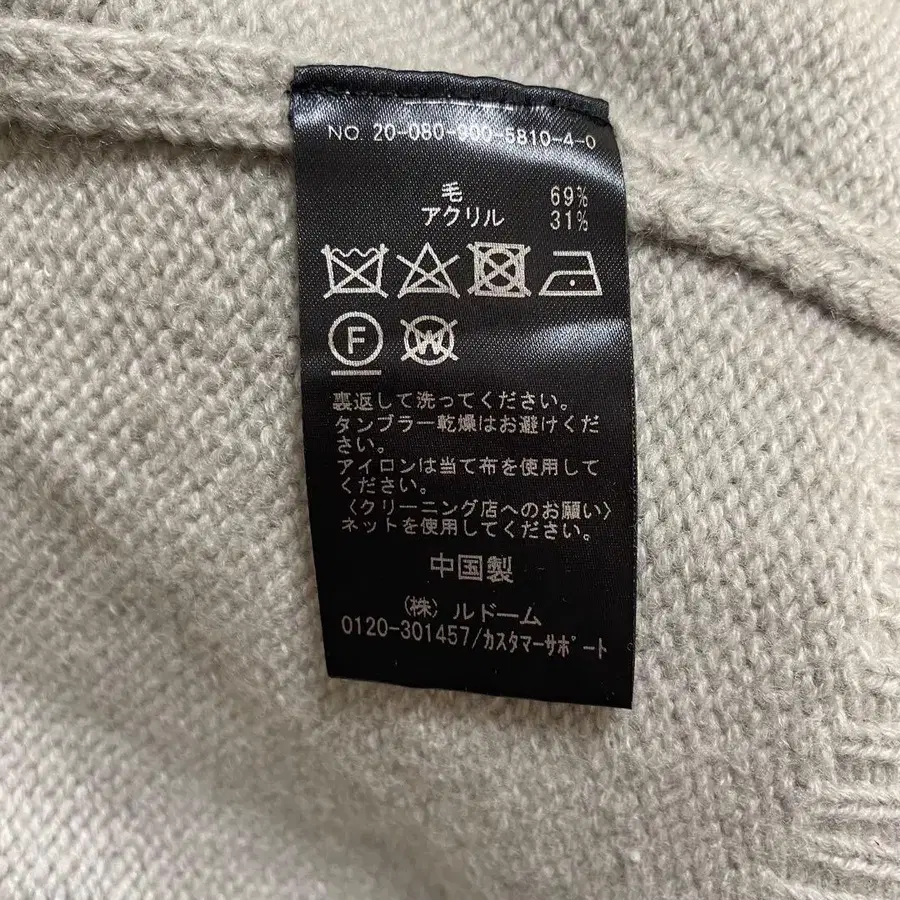 NO. 20-080-900-5810-4-0
毛 69%
アクリル 31%
F
W
裏返して洗ってください。
タンブラー乾燥はお避けくだ
さい。
アイロンは当て布を使用して
ください。
〈クリーニング店へのお願い〉
ネットを使用してください。
中国製
(株) ルドーム
0120-301457/カスタマーサポート